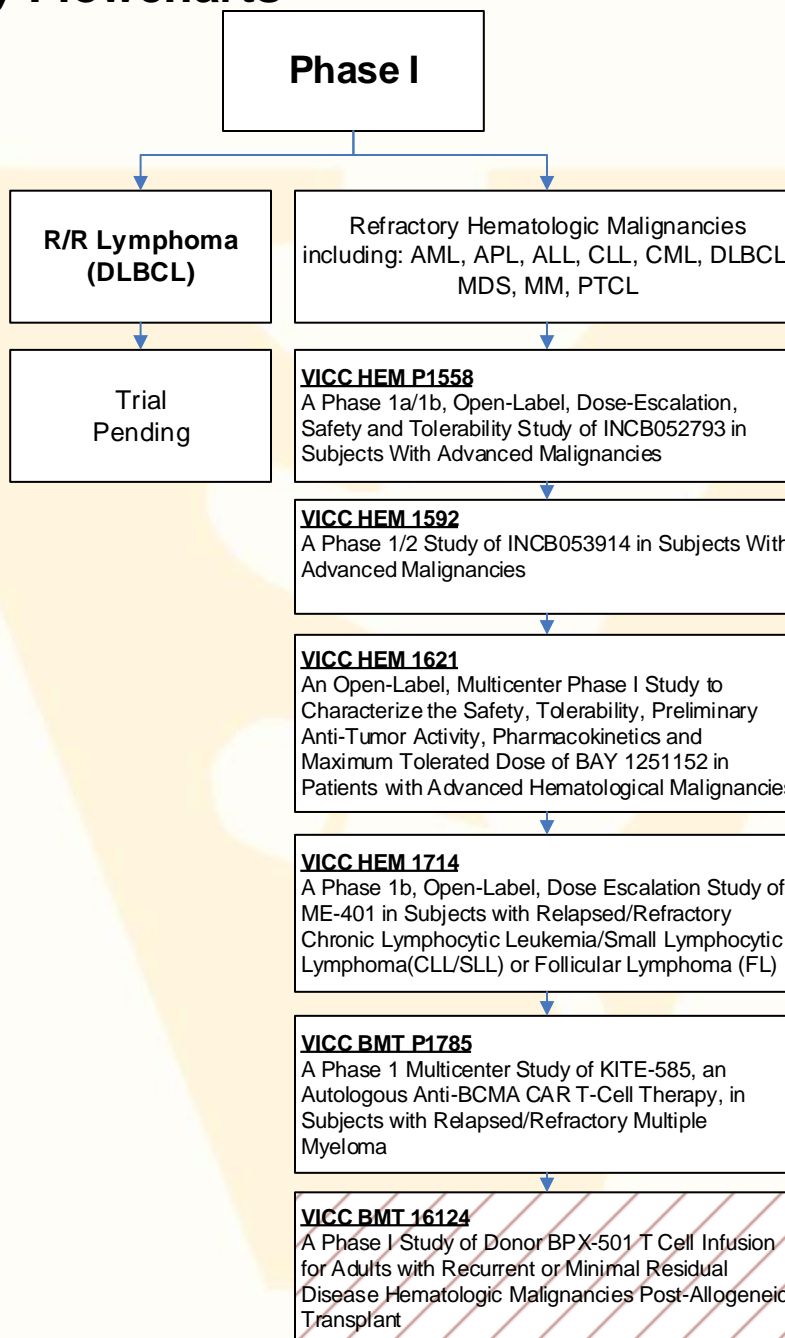 Phase I
R/R Lymphoma
(DLBCL)
Refractory Hematologic Malignancies
including: AML, APL, ALL, CLL, CML, DLBCL
MDS, MM, PTCL
Trial
Pending
VICC HEM P1558
A Phase 1a/1b, Open-Label, Dose-Escalation,
Safety and Tolerability Study of INCB052793 in
Subjects With Advanced Malignancies
VICC HEM 1592
A Phase 1/2 Study of INCB053914 in Subjects With
Advanced Malignancies
VICC HEM 1621
An Open-Label, Multicenter Phase I Study to
Characterize the Safety, Tolerability, Preliminary
Anti-Tumor Activity, Pharmacokinetics and
Maximum Tolerated Dose of BAY 1251152 in
Patients with Advanced Hematological Malignancies
VICC HEM 1714
A Phase 1b, Open-Label, Dose Escalation Study of
ME-401 in Subjects with Relapsed/Refractory
Chronic Lymphocytic Leukemia/Small Lymphocytic
Lymphoma(CLL/SLL) or Follicular Lymphoma (FL)
VICC BMT P1785
A Phase 1 Multicenter Study of KITE-585, an
Autologous Anti-BCMA CAR T-Cell Therapy, in
Subjects with Relapsed/Refractory Multiple
Myeloma
VICC BMT 16124
A Phase I Study of Donor BPX-501 T Cell Infusion
for Adults with Recurrent or Minimal Residual
Disease Hematologic Malignancies Post-Allogeneic
Transplant